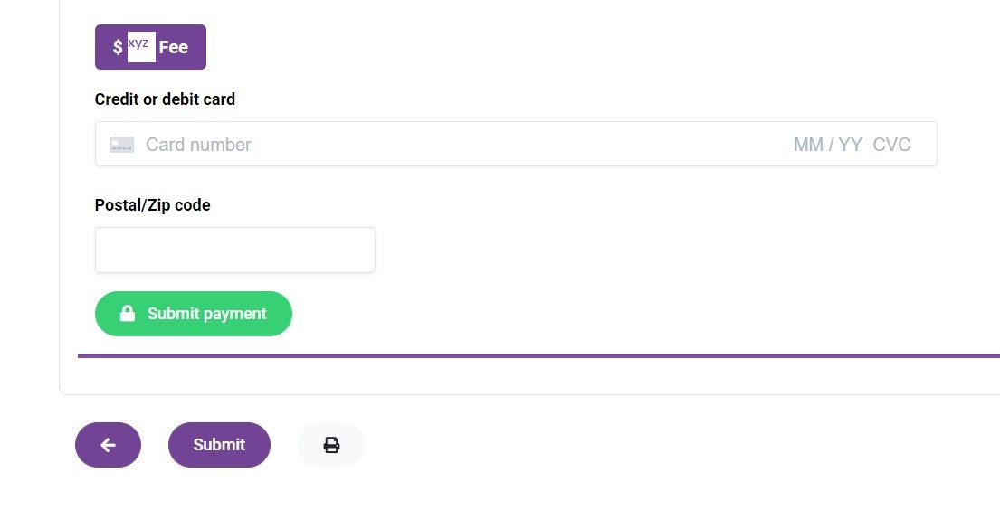 $ xyz Fee
Credit or debit card
Card number MM / YY CVC
Postal/Zip code
Submit payment
Submit